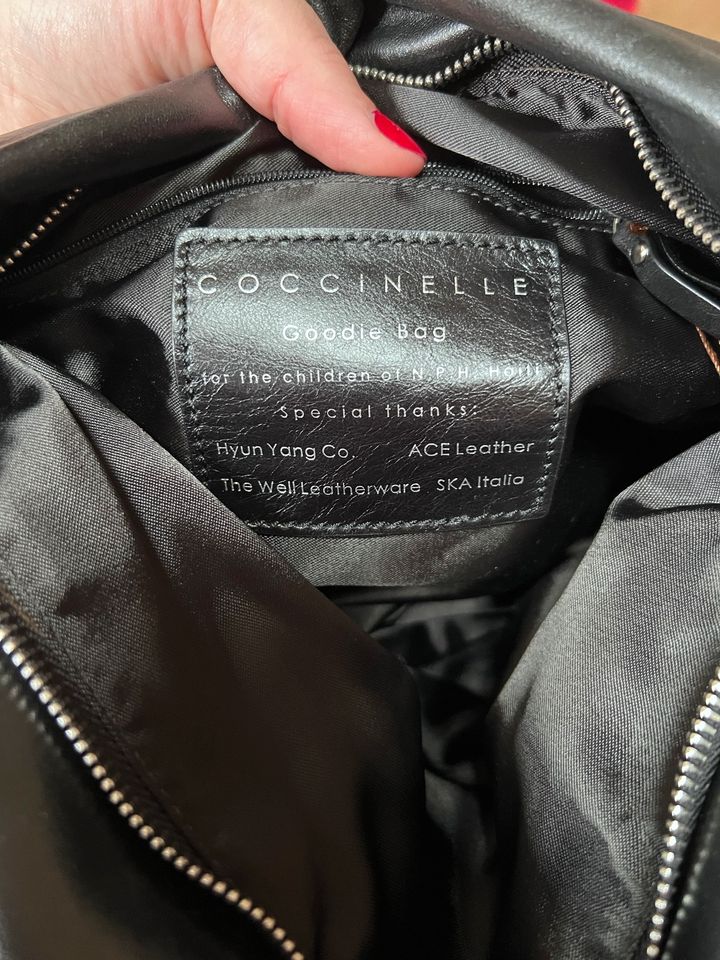 COCCINELLE
Goodie Bag
for the children of N.P.H. Haiti
Special thanks:
Hyun Yang Co. ACE Leather
The Well Leatherware SKA Italia